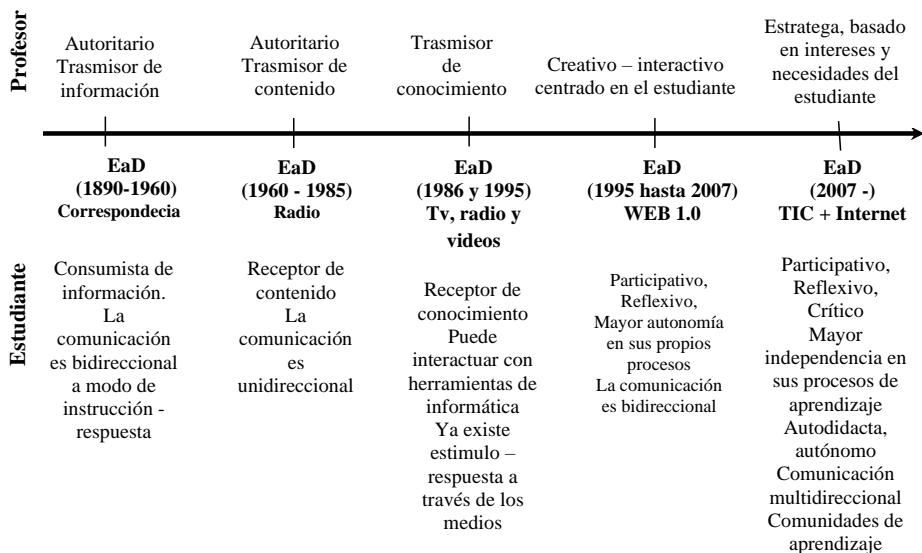 Profesor
Autoritario
Trasmisor de
información
Autoritario
Trasmisor de
contenido
Trasmisor
de
conocimiento
Creativo – interactivo
centrado en el estudiante
Estratega, basado
en intereses y
necesidades del
estudiante
EaD
(1890-1960)
Correspondecia
EaD
(1960 - 1985)
Radio
EaD
(1986 y 1995)
Tv, radio y
videos
EaD
(1995 hasta 2007)
WEB 1.0
EaD
(2007 -)
TIC + Internet
Estudiante
Consumista de
información.
La
comunicación
es bidireccional
a modo de
instrucción -
respuesta
Receptor de
contenido
La
comunicación
es
unidireccional
Receptor de
conocimiento
Puede
interactuar con
herramientas de
informática
Ya existe
estimulo –
respuesta a
través de los
medios
Participativo,
Reflexivo,
Mayor autonomía
en sus propios
procesos
La comunicación
es bidireccional
Participativo,
Reflexivo,
Crítico
Mayor
independencia en
sus procesos de
aprendizaje
Autodidacta,
autónomo
Comunicación
multidireccional
Comunidades de
aprendizaje